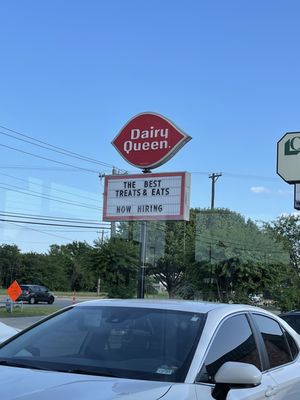 Dairy
Queen.
THE BEST
TREATS & EATS
NOW HIRING